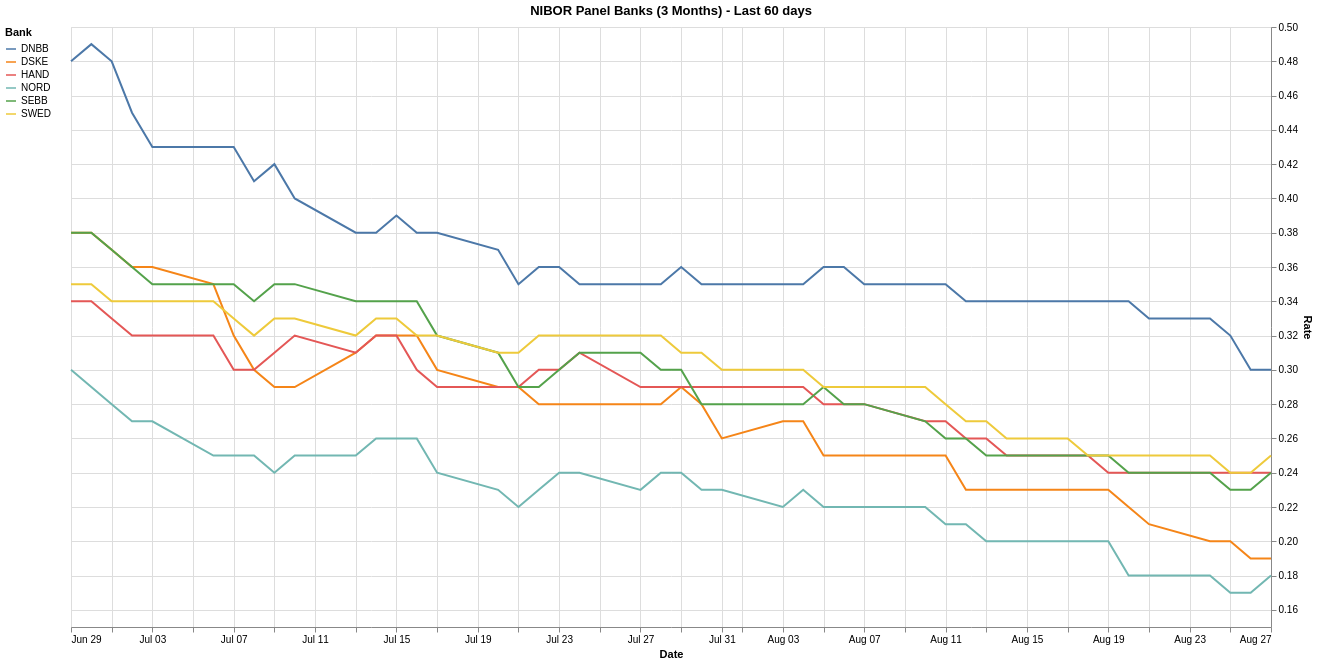 NIBOR Panel Banks (3 Months) - Last 60 days
Bank
DNBB
DSKE
HAND
NORD
SEBB
SWED
0.50
0.48
0.46
0.44
0.42
0.40
0.38
0.36
0.34
0.32
0.30
0.28
0.26
0.24
0.22
0.20
0.18
0.16
Rate
Jun 29 Jul 03 Jul 07 Jul 11 Jul 15 Jul 19 Jul 23 Jul 27 Jul 31 Aug 03 Aug 07 Aug 11 Aug 15 Aug 19 Aug 23 Aug 27
Date